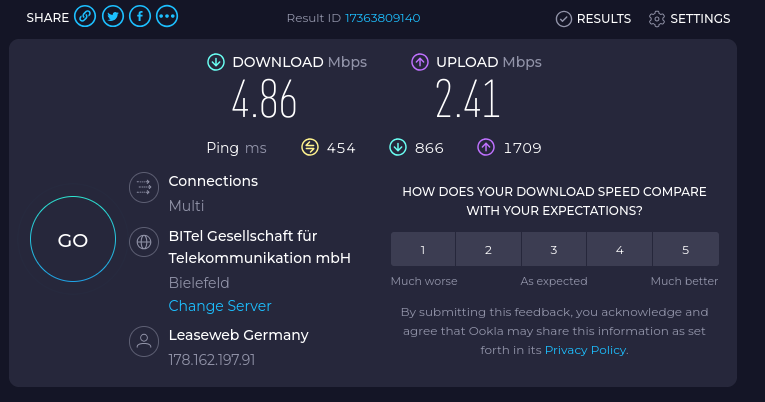 SHARE
Result ID 17363809140
RESULTS
SETTINGS
DOWNLOAD Mbps
4.86
UPLOAD Mbps
2.41
Ping ms 454 866 1709
Connections
Multi
GO
BITel Gesellschaft für
Telekommunikation mbH
Bielefeld
Change Server
Leaseweb Germany
178.162.197.91
HOW DOES YOUR DOWNLOAD SPEED COMPARE
WITH YOUR EXPECTATIONS?
1 2 3 4 5
Much worse As expected Much better
By submitting this feedback, you acknowledge and
agree that Ookla may share this information as set
forth in its Privacy Policy.